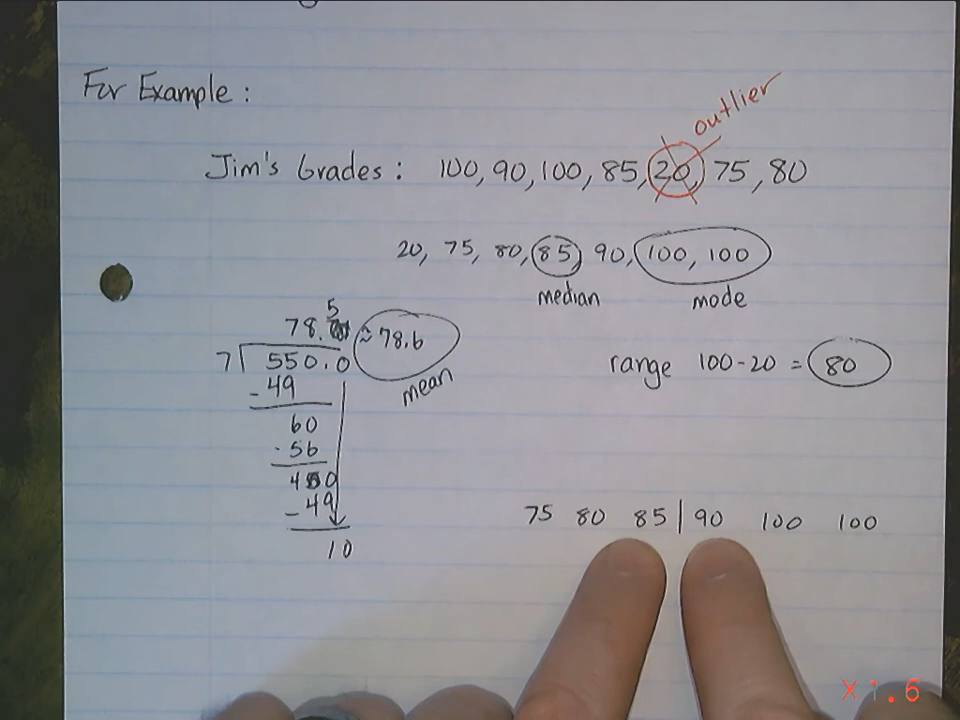 For Example :
outlier
Jim's Grades : 100, 90, 100, 85, 20, 75, 80
20, 75, 80, 85, 90, 100, 100
median mode
5
78. ≈ 78.6
7 550.0
mean
range 100 - 20 = 80
- 49
60
- 56
40
- 49
10
75 80 85 | 90 100 100
X1.6